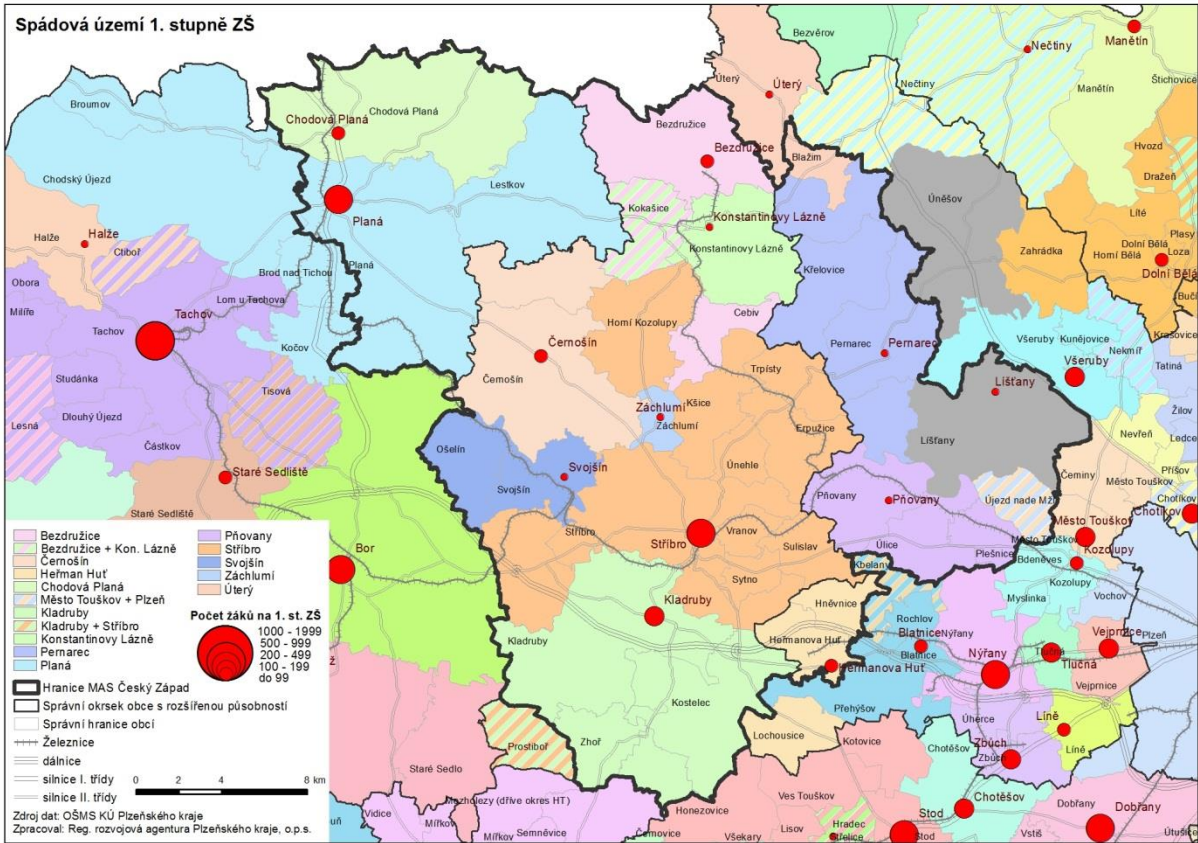 Spádová území 1. stupně ZŠ
Bezvěrov
Nečtiny
Manětín
Broumov
Úterý
Úterý
Nečtiny
Manětín
Štichovice
Chodová Planá
Chodová Planá
Bezdružice
Bezdružice
Blažim
Hvozd
Dražeň
Chodský Újezd
Planá
Lestkov
Kokašice
Konstantinovy Lázně
Konstantinovy Lázně
Úněšov
Líté
Plasy
Halže
Halže
Ctiboř
Zahrádka
Dolní Bělá
Loza
Horní Bělá
Dolní Bělá
Brod nad Tichou
Planá
Křelovice
Obora
Milíře
Lom u Tachova
Tachov
Tachov
Horní Kozolupy
Cebiv
Bučí
Krašovice
Kočov
Černošín
Černošín
Pernarec
Pernarec
Všeruby
Kunějovice
Nekmíř
Všeruby
Tatiná
Studánka
Tisová
Trpísty
Líšťany
Lesná
Dlouhý Újezd
Kšice
Záchlumí
Záchlumí
Žilov
Částkov
Ošelín
Erpužice
Líšťany
Nevřeň
Ledce
Staré Sedliště
Svojšín
Svojšín
Únehle
Pňovany
Pňovany
Čeminy
Město Touškov
Příšov
Staré Sedliště
Stříbro
Stříbro
Vranov
Sulislav
Újezd nade Mží
Chotíkov
Chotíkov
Úlice
Plešnice
Město Touškov
Město Touškov
Kozolupy
Bor
Sytno
Kbelany
Bdeněves
Kozolupy
Myslinka
Vochov
Kladruby
Kladruby
Hněvnice
Rochlov
Blatnice
Nýřany
Blatnice
Heřmanova Huť
Heřmanova Huť
Nýřany
Tlučná
Tlučná
Vejprnice
Vejprnice
Plzeň
Kostelec
Přehýšov
Úherce
Líně
Líně
Prostiboř
Zhoř
Lochousice
Kotovice
Chotěšov
Zbůch
Zbůch
Staré Sedlo
Ves Touškov
Chotěšov
Dobřany
Dobřany
Vidice
Mířkov
Mezholezy (dříve okres HT)
Honezovice
Stod
Mířkov
Semněvice
Černovice
Všekary
Lisov
Hradec
Střelice
Stod
Vstiš
Útušice
Bezdružice
Bezdružice + Kon. Lázně
Černošín
Heřman Huť
Chodová Planá
Město Touškov + Plzeň
Kladruby
Kladruby + Stříbro
Konstantinovy Lázně
Pernarec
Planá
Pňovany
Stříbro
Svojšín
Záchlumí
Úterý
Počet žáků na 1. st. ZŠ
1000 - 1999
500 - 999
200 - 499
100 - 199
do 99
Hranice MAS Český Západ
Správní okrsek obce s rozšířenou působností
Správní hranice obcí
Železnice
dálnice
silnice I. třídy
silnice II. třídy
0 2 4 8 km
Zdroj dat: OŠMS KÚ Plzeňského kraje
Zpracoval: Reg. rozvojová agentura Plzeňského kraje, o.p.s.